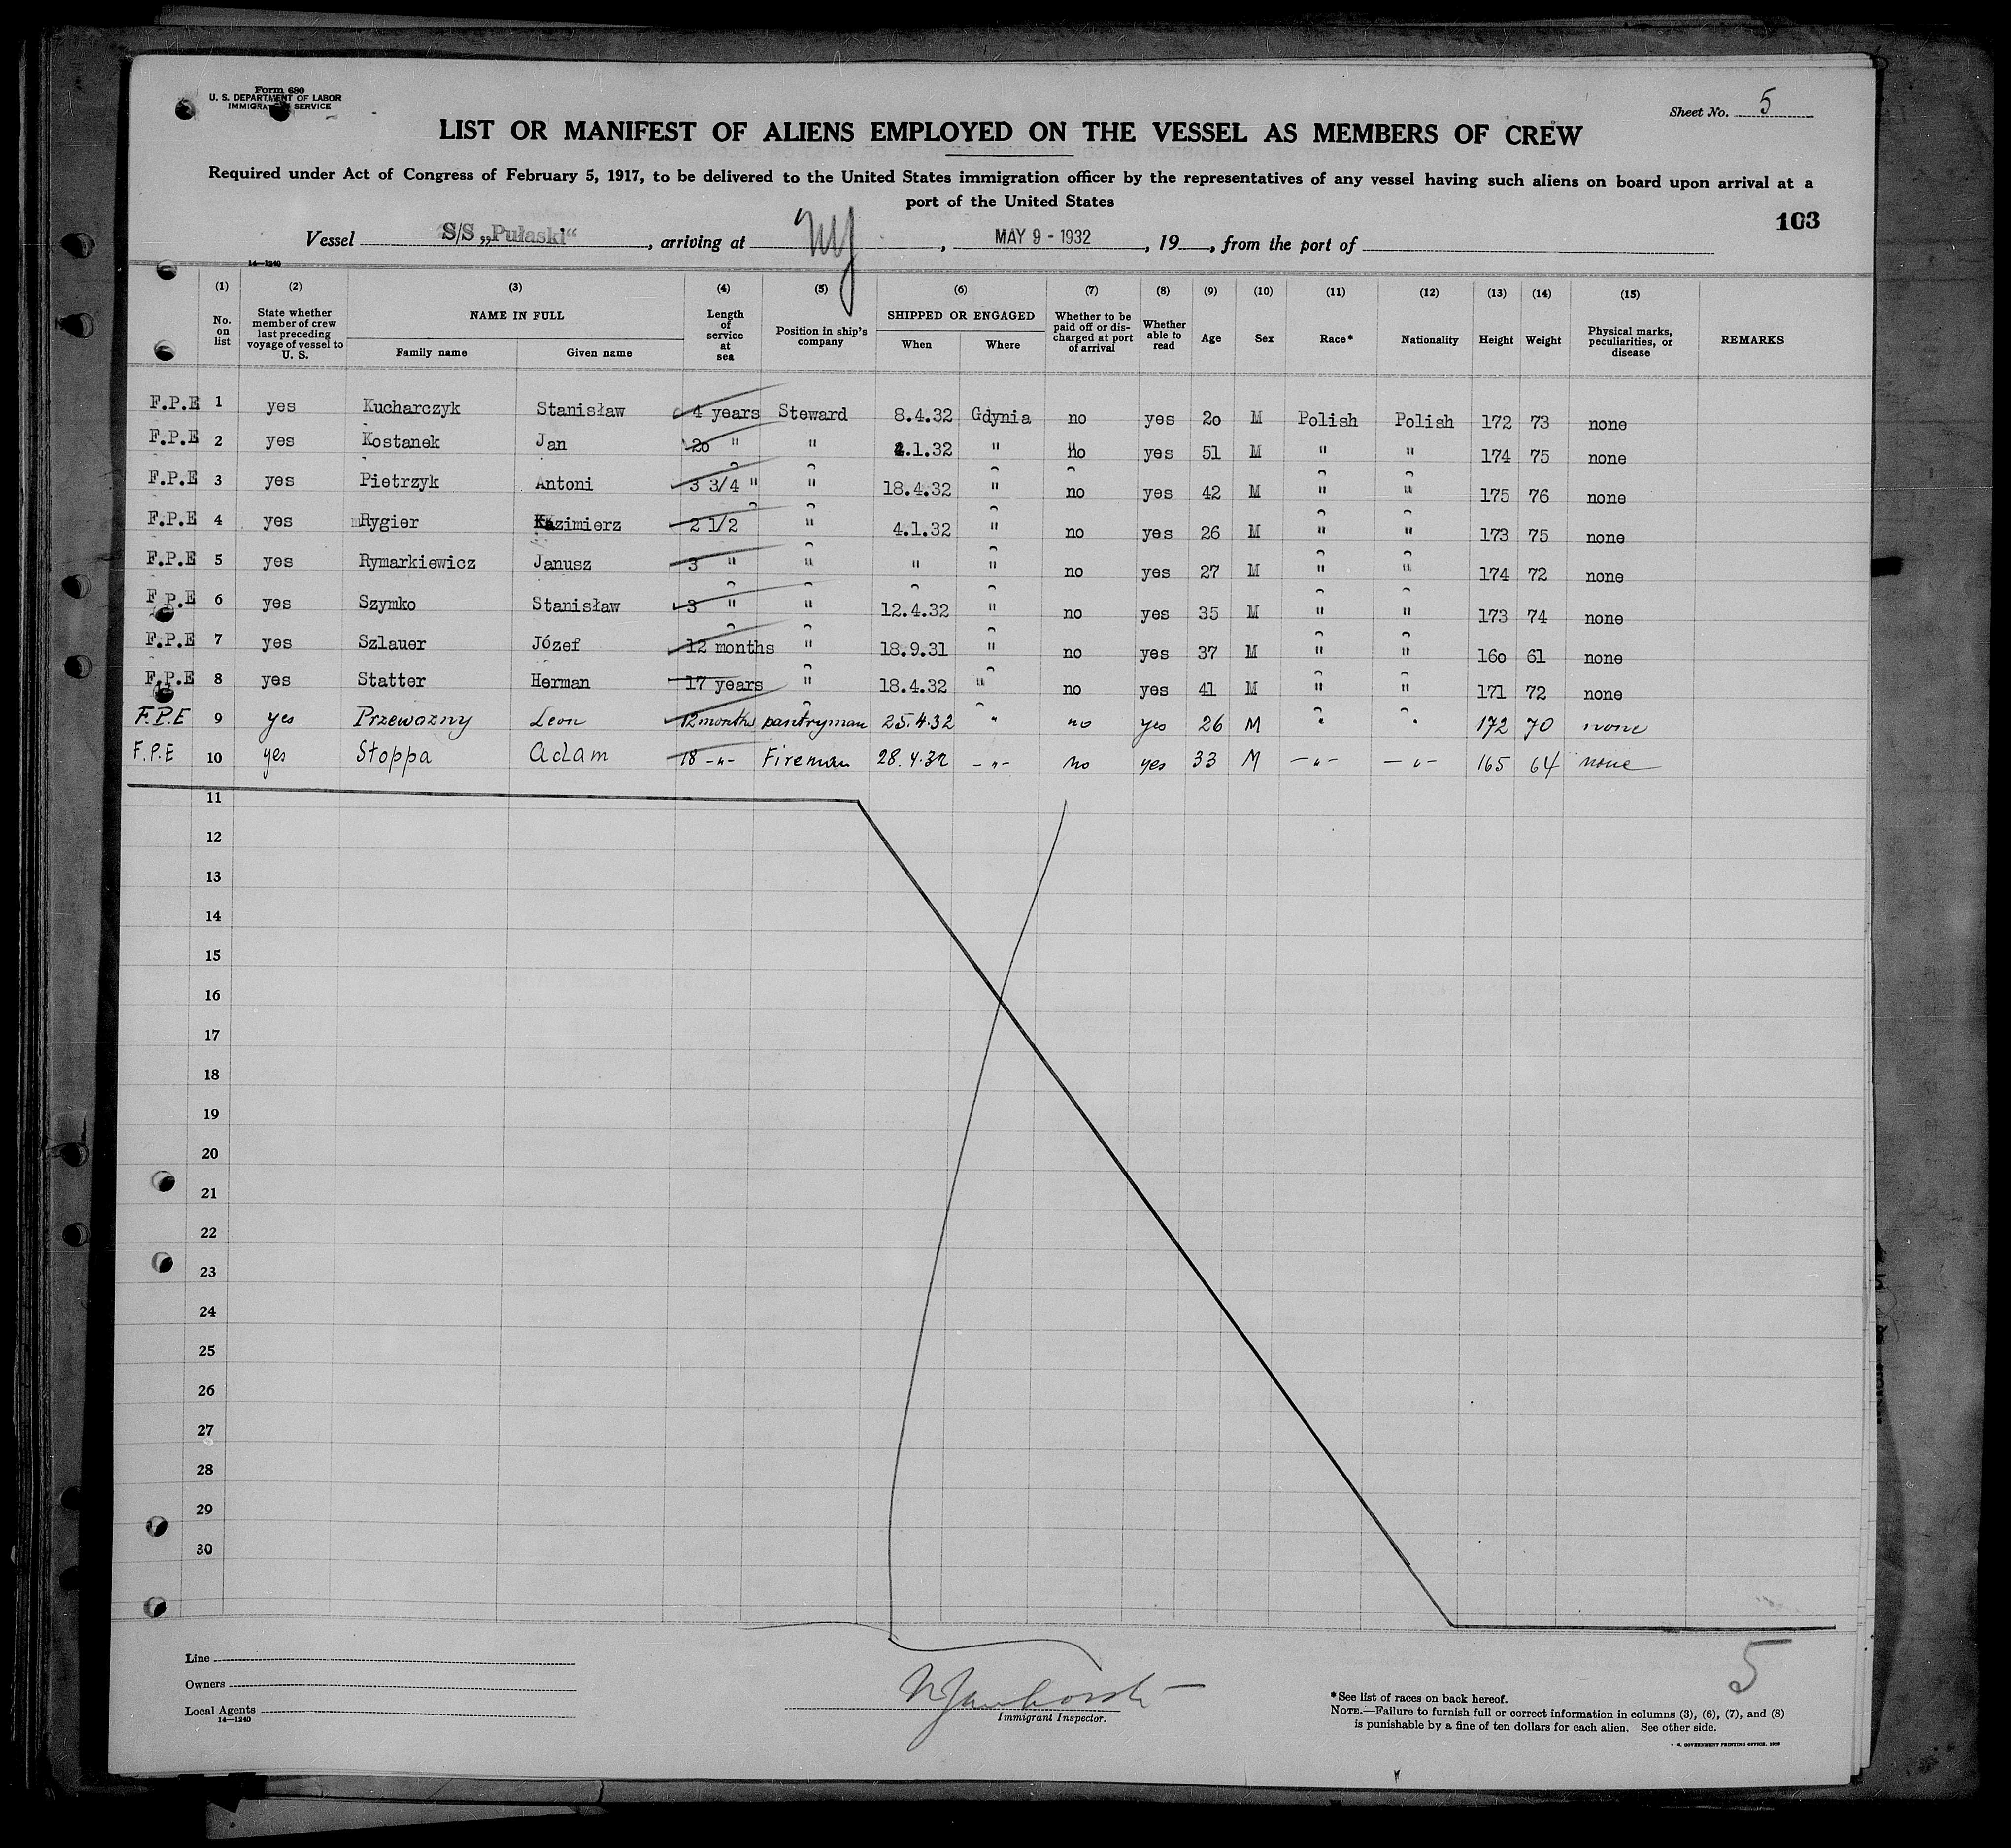 Form 680
U. S. DEPARTMENT OF LABOR
IMMIGRATION SERVICE
Sheet No. 5
LIST OR MANIFEST OF ALIENS EMPLOYED ON THE VESSEL AS MEMBERS OF CREW
Required under Act of Congress of February 5, 1917, to be delivered to the United States immigration officer by the representatives of any vessel having such aliens on board upon arrival at a
port of the United States
103
Vessel S/S „Pułaski“, arriving at NY, MAY 9 - 1932, 19__, from the port of
14—1240
(1) (2) (3) (4) (5) (6) (7) (8) (9) (10) (11) (12) (13) (14) (15)
No. on list State whether member of crew last preceding voyage of vessel to U. S. NAME IN FULL Family name Given name Length of service at sea Position in ship's company SHIPPED OR ENGAGED When Where Whether to be paid off or discharged at port of arrival Whether able to read Age Sex Race* Nationality Height Weight Physical marks, peculiarities, or disease REMARKS
F.P.E 1 yes Kucharczyk Stanisław 4 years Steward 8.4.32 Gdynia no yes 2o M Polish Polish 172 73 none
F.P.E 2 yes Kostanek Jan 2o " " 4.1.32 " no yes 51 M " " 174 75 none
F.P.E 3 yes Pietrzyk Antoni 3 3/4 " " 18.4.32 " no yes 42 M " " 175 76 none
F.P.E 4 yes Rygier Kazimierz 2 1/2 " 4.1.32 " no yes 26 M " " 173 75 none
F.P.E 5 yes Rymarkiewicz Janusz 3 " " " " no yes 27 M " " 174 72 none
F.P.E 6 yes Szymko Stanisław 3 " " 12.4.32 " no yes 35 M " " 173 74 none
F.P.E 7 yes Szlauer Józef 12 months " 18.9.31 " no yes 37 M " " 16o 61 none
F.P.E 8 yes Statter Herman 17 years " 18.4.32 " no yes 41 M " " 171 72 none
F.P.E 9 yes Przewozny Leon 12 months pantryman 25.4.32 " no yes 26 M " " 172 70 none
F.P.E 10 yes Stoppa Adam 18 -"- Fireman 28.4.32 -"- no yes 33 M -"- -"- 165 64 none
11
12
13
14
15
16
17
18
19
20
21
22
23
24
25
26
27
28
29
30
5
Line
Owners
Local Agents
14—1240
Immigrant Inspector.
*See list of races on back hereof.
NOTE.—Failure to furnish full or correct information in columns (3), (6), (7), and (8)
is punishable by a fine of ten dollars for each alien. See other side.
GOVERNMENT PRINTING OFFICE.